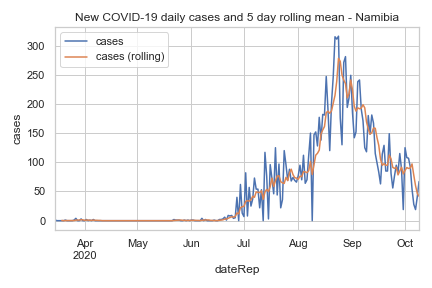 New COVID-19 daily cases and 5 day rolling mean - Namibia
cases
cases (rolling)
300
250
200
150
100
50
0
cases
Apr
2020
May
Jun
Jul
Aug
Sep
Oct
dateRep